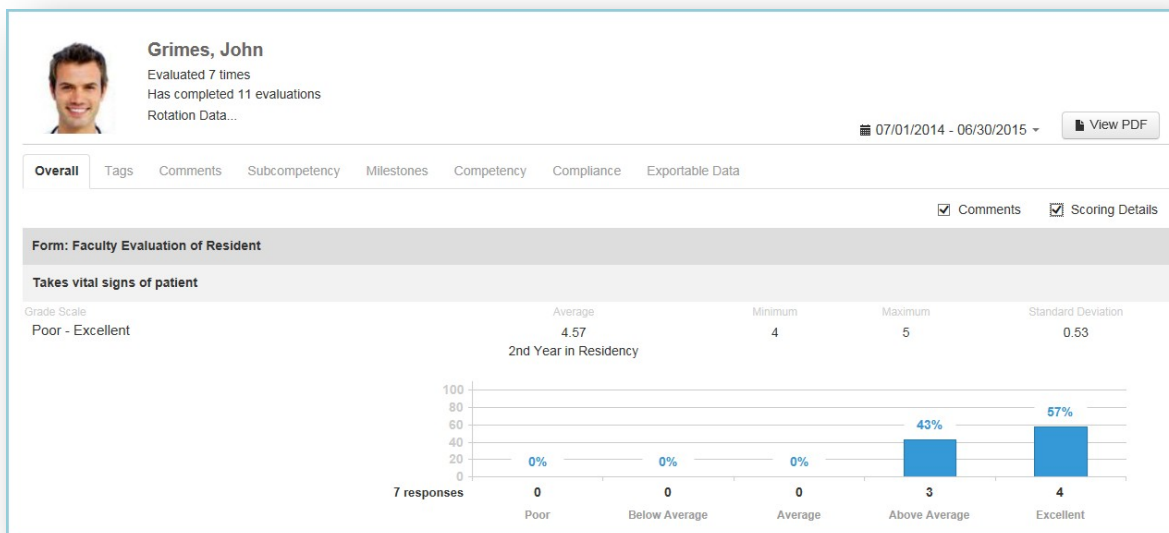 Grimes, John
Evaluated 7 times
Has completed 11 evaluations
Rotation Data...
07/01/2014 - 06/30/2015
View PDF
Overall Tags Comments Subcompetency Milestones Competency Compliance Exportable Data
Comments Scoring Details
Form: Faculty Evaluation of Resident
Takes vital signs of patient
Grade Scale Average Minimum Maximum Standard Deviation
Poor - Excellent 4.57 4 5 0.53
2nd Year in Residency
100
80
60
40
20
0
0% 0% 0% 43% 57%
7 responses 0 0 0 3 4
Poor Below Average Average Above Average Excellent